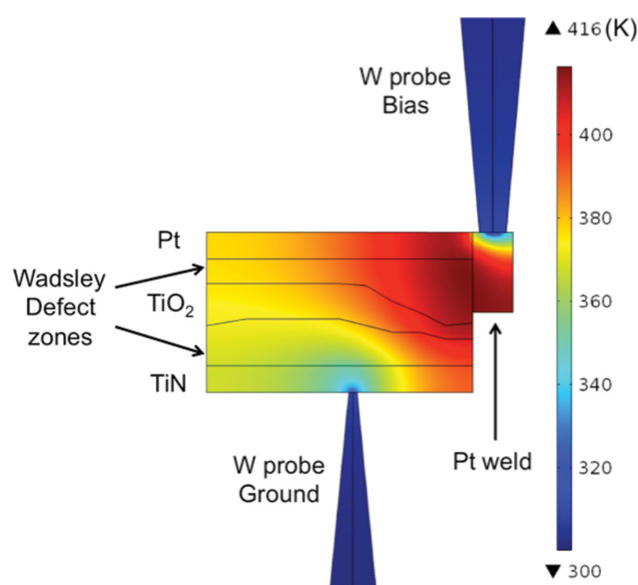 ▲ 416 (K)
W probe
Bias
400
380
Pt
Wadsley
Defect
zones
TiO₂
360
TiN
340
W probe
Ground
Pt weld
320
▼ 300